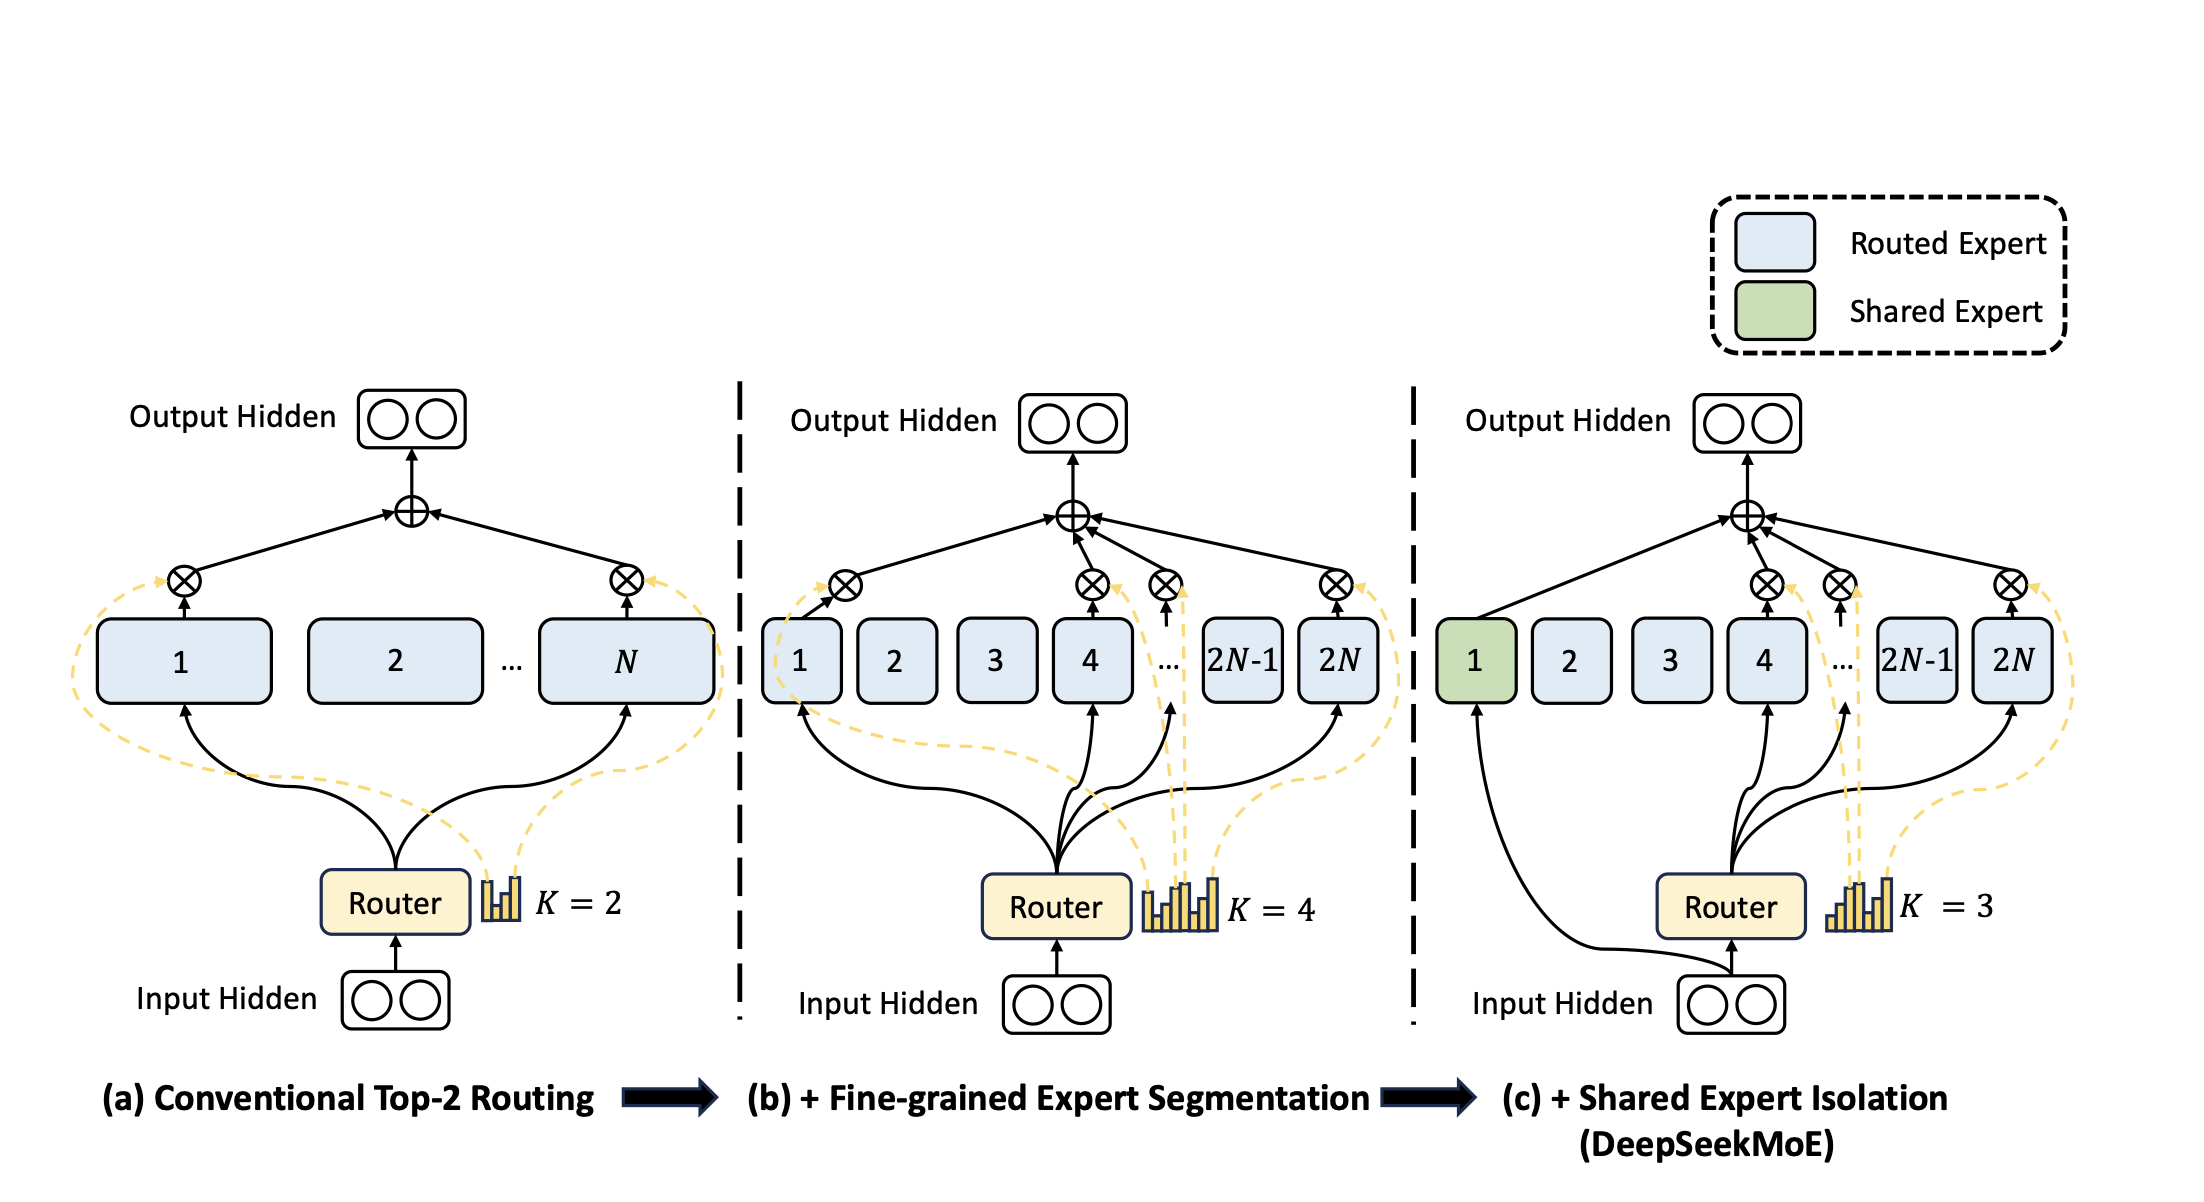 Routed Expert
Shared Expert
Output Hidden
1
2
...
N
Router
K = 2
Input Hidden
(a) Conventional Top-2 Routing
Output Hidden
1
2
3
4
...
2N-1
2N
Router
K = 4
Input Hidden
(b) + Fine-grained Expert Segmentation
Output Hidden
1
2
3
4
...
2N-1
2N
Router
K = 3
Input Hidden
(c) + Shared Expert Isolation
(DeepSeekMoE)